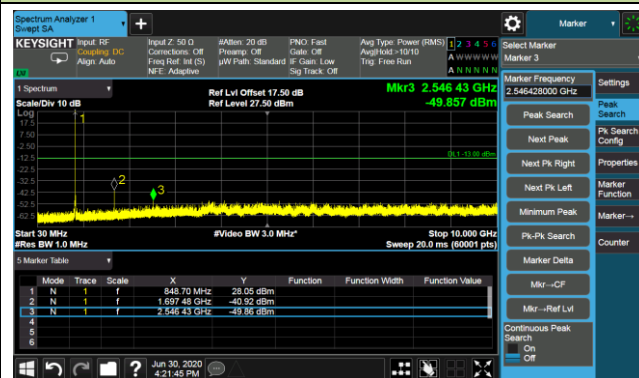 Spectrum Analyzer 1
Swept SA
Marker
KEYSIGHT
Input: RF
Coupling: DC
Align: Auto
Input Z: 50 Ω
Corrections: Off
Freq Ref: Int (S)
NFE: Adaptive
#Atten: 20 dB
Preamp: Off
µW Path: Standard
PNO: Fast
Gate: Off
IF Gain: Low
Sig Track: Off
Avg Type: Power (RMS)
Avg|Hold:>10/10
Trig: Free Run
1 2 3 4 5 6
A W W W W W
A N N N N N
Select Marker
Marker 3
LXI
1 Spectrum
Scale/Div 10 dB
Log
Ref Lvl Offset 17.50 dB
Ref Level 27.50 dBm
Mkr3 2.546 43 GHz
-49.857 dBm
17.5
7.50
-2.50
-12.5
-22.5
-32.5
-42.5
-52.5
-62.5
1
2
3
DL1 -13.00 dBm
Start 30 MHz
#Res BW 1.0 MHz
#Video BW 3.0 MHz*
Stop 10.000 GHz
Sweep 20.0 ms (60001 pts)
5 Marker Table
Mode Trace Scale X Y Function Function Width Function Value
1 N 1 f 848.70 MHz 28.05 dBm
2 N 1 f 1.697 48 GHz -40.92 dBm
3 N 1 f 2.546 43 GHz -49.86 dBm
4
5
6
Jun 30, 2020
4:21:45 PM
Marker Frequency
2.546428000 GHz
Peak Search
Next Peak
Next Pk Right
Next Pk Left
Minimum Peak
Pk-Pk Search
Marker Delta
Mkr→CF
Mkr→Ref Lvl
Continuous Peak
Search
On
Off
Settings
Peak
Search
Pk Search
Config
Properties
Marker
Function
Marker→
Counter